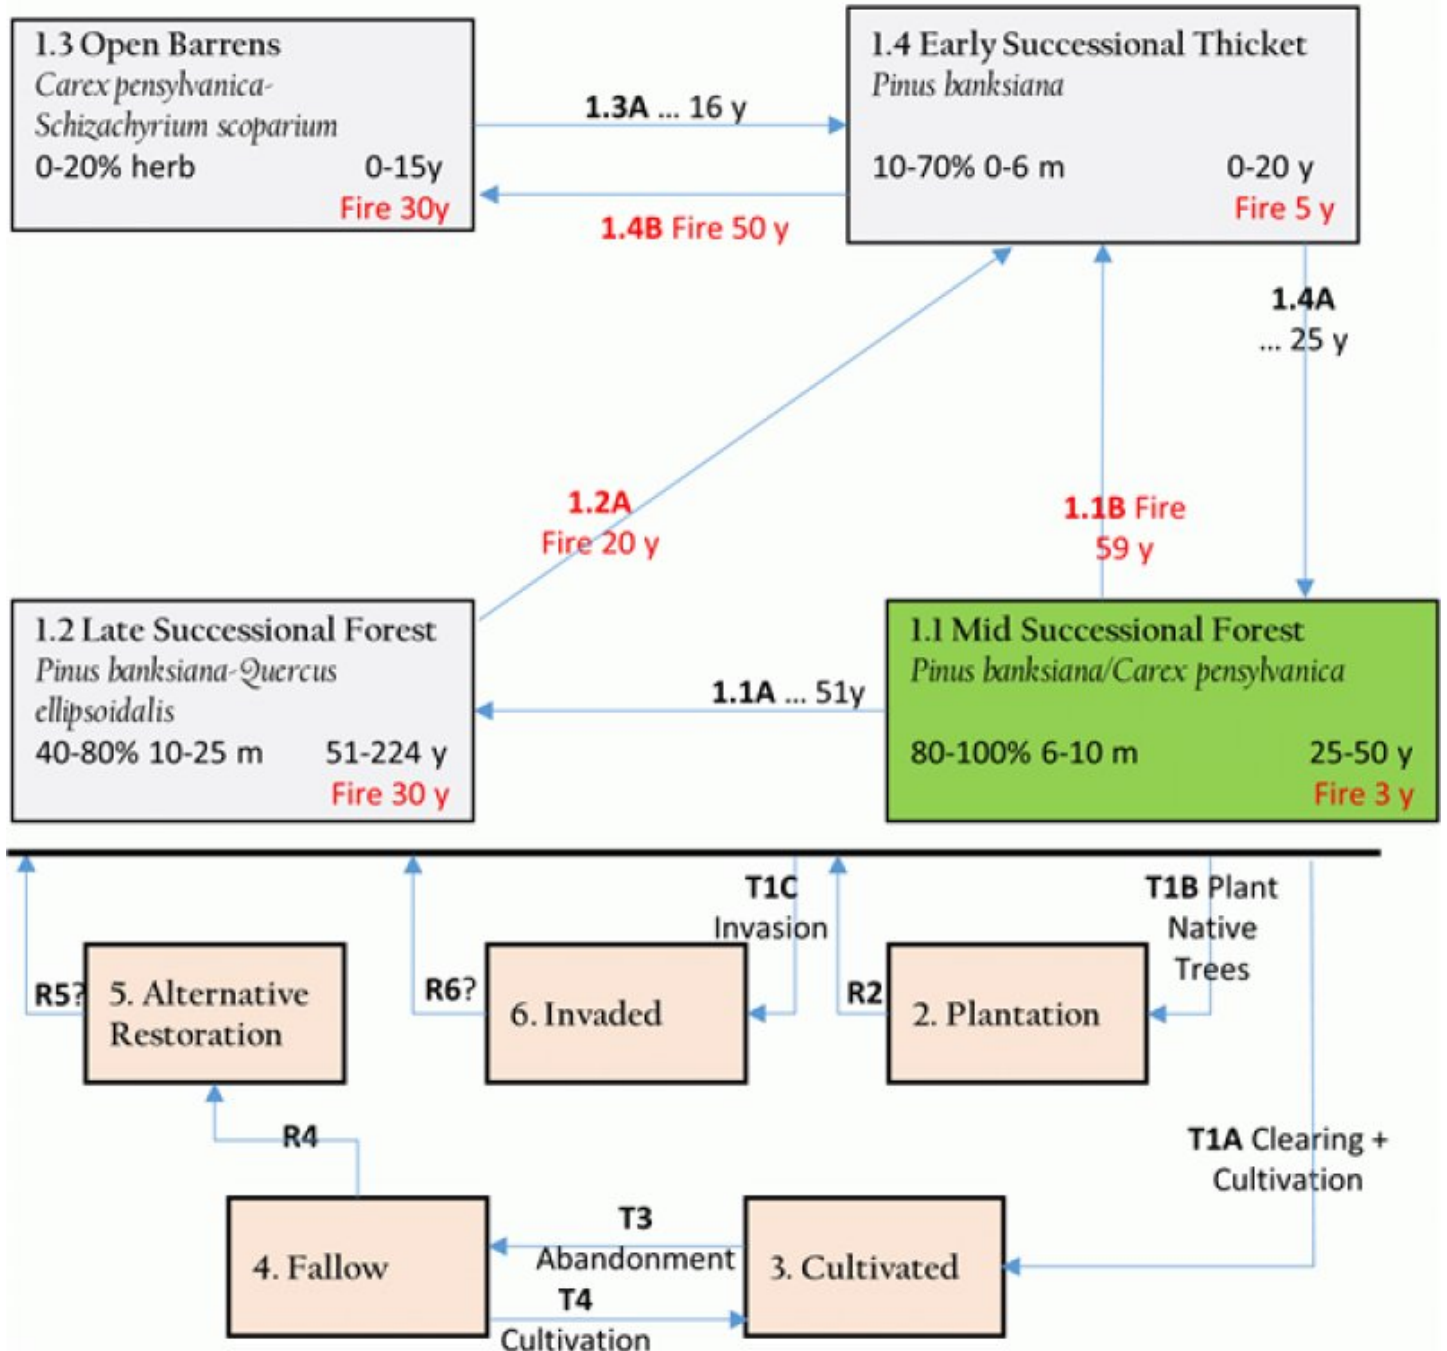 1.3 Open Barrens
Carex pensylvanica-
Schizachyrium scoparium
0-20% herb 0-15y
Fire 30y
1.3A ... 16 y
1.4B Fire 50 y
1.4 Early Successional Thicket
Pinus banksiana
10-70% 0-6 m 0-20 y
Fire 5 y
1.4A
... 25 y
1.2A
Fire 20 y
1.1B Fire
59 y
1.2 Late Successional Forest
Pinus banksiana-Quercus
ellipsoidalis
40-80% 10-25 m 51-224 y
Fire 30 y
1.1A ... 51y
1.1 Mid Successional Forest
Pinus banksiana/Carex pensylvanica
80-100% 6-10 m 25-50 y
Fire 3 y
T1C
Invasion
T1B Plant
Native
Trees
R5?
5. Alternative
Restoration
R6?
6. Invaded
R2
2. Plantation
R4
T1A Clearing +
Cultivation
4. Fallow
T3
Abandonment
T4
Cultivation
3. Cultivated